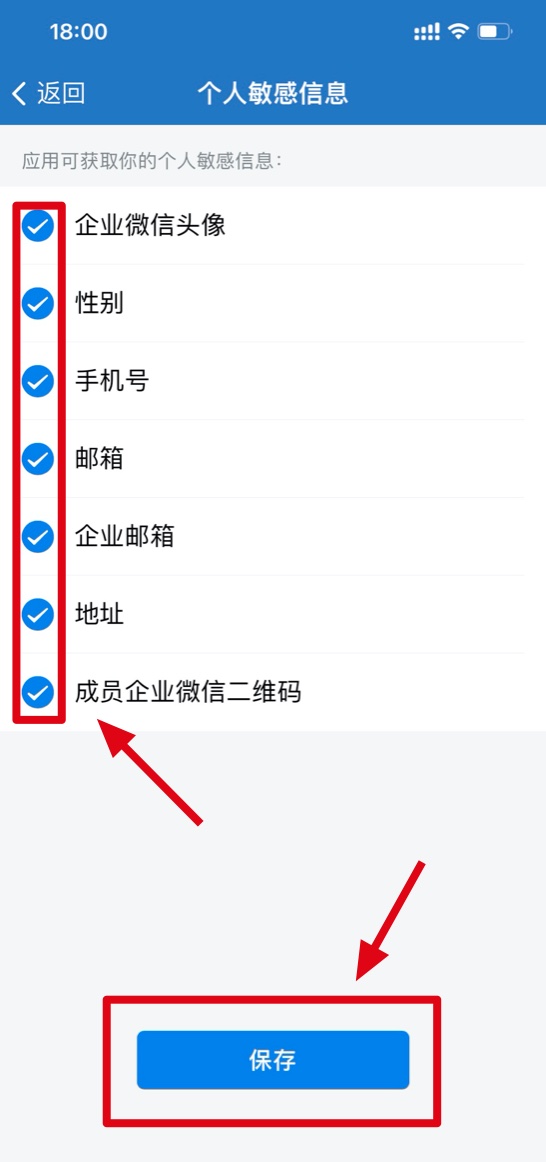 18:00
返回
个人敏感信息
应用可获取你的个人敏感信息：
企业微信头像
性别
手机号
邮箱
企业邮箱
地址
成员企业微信二维码
保存